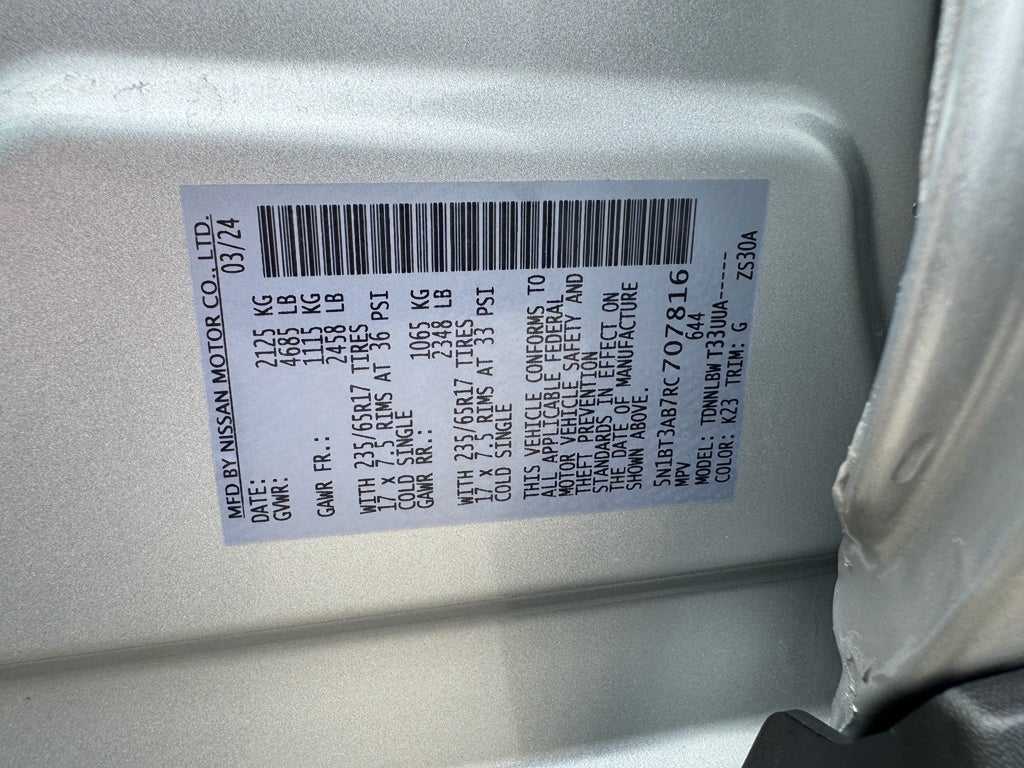 MFD BY NISSAN MOTOR CO., LTD.
DATE: 03/24
GVWR: 2125 KG
4685 LB
GAWR FR.: 1115 KG
2458 LB
WITH 235/65R17 TIRES
17 X 7.5 RIMS AT 36 PSI
COLD SINGLE
GAWR RR.: 1065 KG
2348 LB
WITH 235/65R17 TIRES
17 X 7.5 RIMS AT 33 PSI
COLD SINGLE
THIS VEHICLE CONFORMS TO
ALL APPLICABLE FEDERAL
MOTOR VEHICLE SAFETY AND
THEFT PREVENTION
STANDARDS IN EFFECT ON
THE DATE OF MANUFACTURE
SHOWN ABOVE.
5N1BT3AB7RC707816
MPV 644
MODEL: TDNNLBWT33UUA-----
COLOR: K23 TRIM: G ZS30A